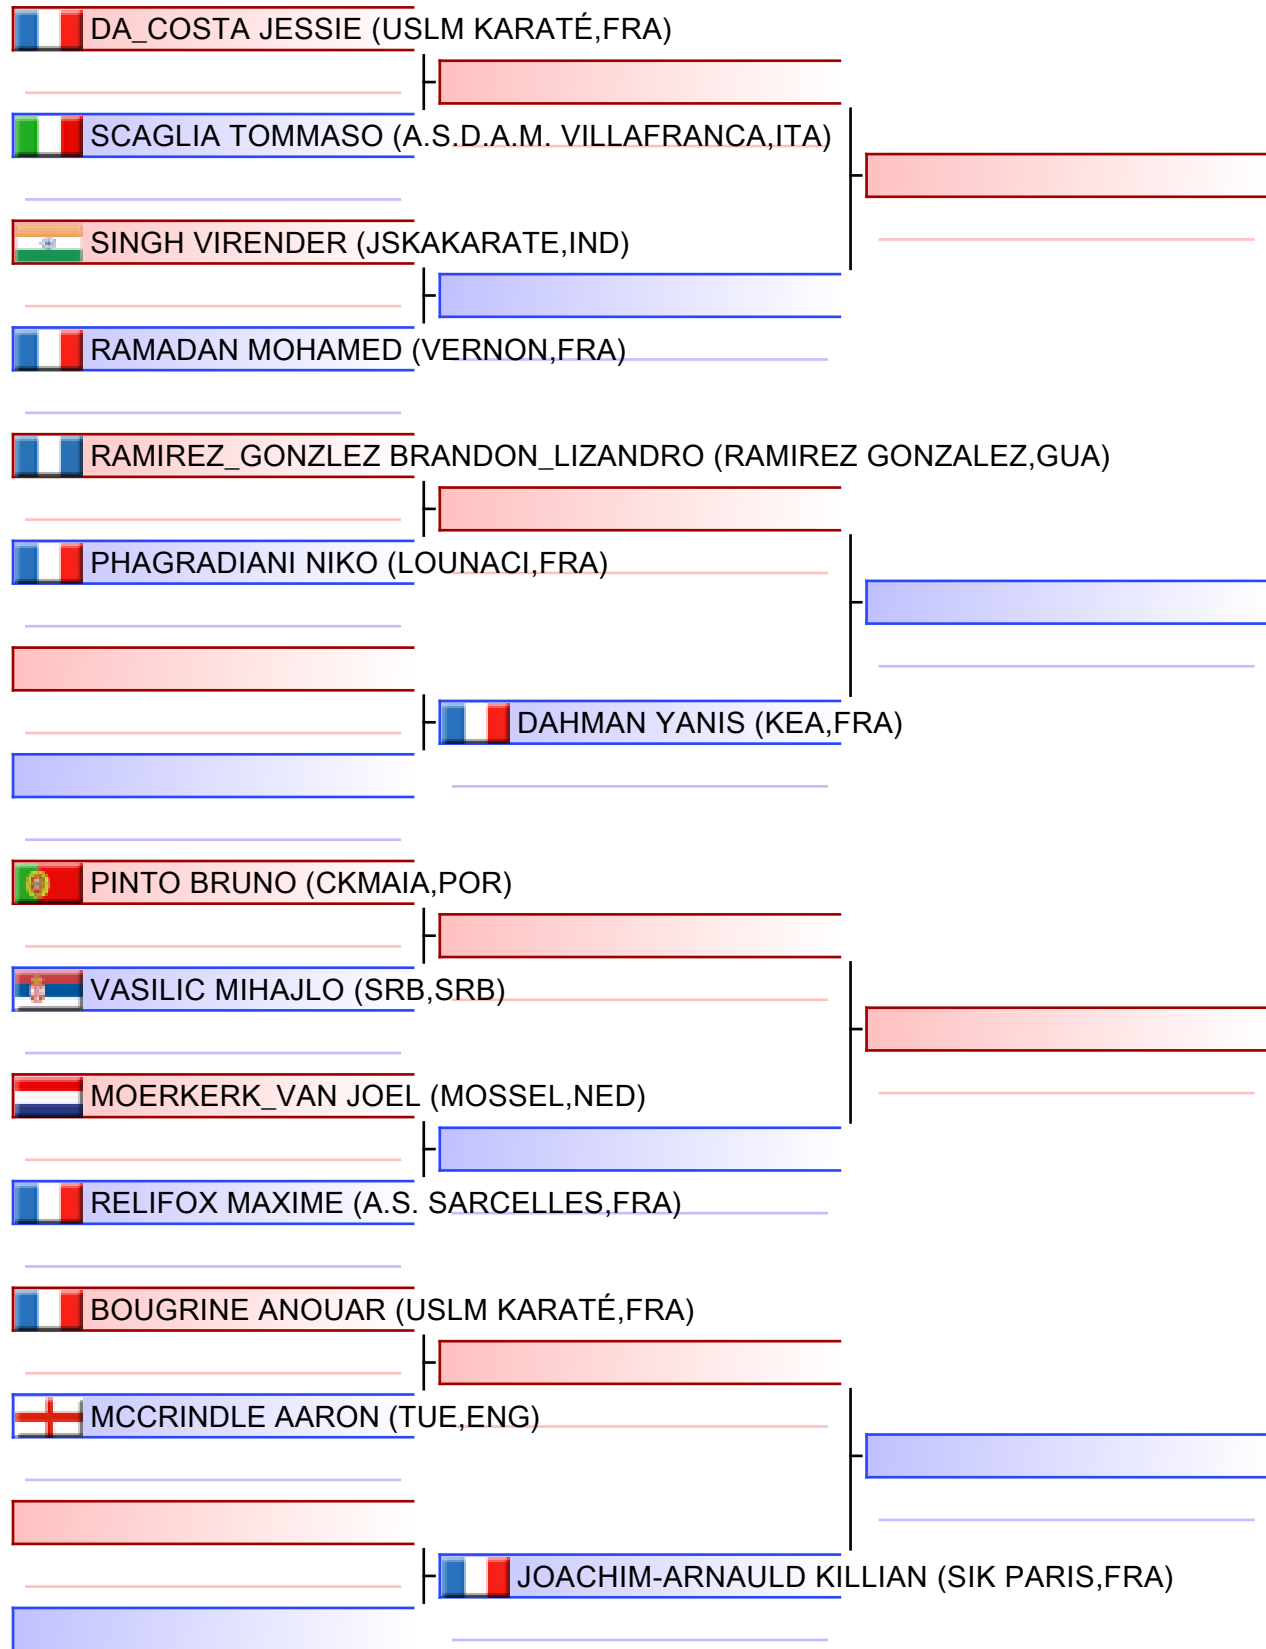 DA_COSTA JESSIE (USLM KARATÉ,FRA)
SCAGLIA TOMMASO (A.S.D.A.M. VILLAFRANCA,ITA)
SINGH VIRENDER (JSKAKARATE,IND)
RAMADAN MOHAMED (VERNON,FRA)
RAMIREZ_GONZLEZ BRANDON_LIZANDRO (RAMIREZ GONZALEZ,GUA)
PHAGRADIANI NIKO (LOUNACI,FRA)
DAHMAN YANIS (KEA,FRA)
PINTO BRUNO (CKMAIA,POR)
VASILIC MIHAJLO (SRB,SRB)
MOERKERK_VAN JOEL (MOSSEL,NED)
RELIFOX MAXIME (A.S. SARCELLES,FRA)
BOUGRINE ANOUAR (USLM KARATÉ,FRA)
MCCRINDLE AARON (TUE,ENG)
JOACHIM-ARNAULD KILLIAN (SIK PARIS,FRA)